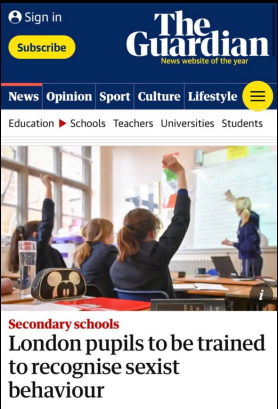 Sign in
Subscribe
The
Guardian
News website of the year
News Opinion Sport Culture Lifestyle
Education Schools Teachers Universities Students
i
Secondary schools
London pupils to be trained
to recognise sexist
behaviour